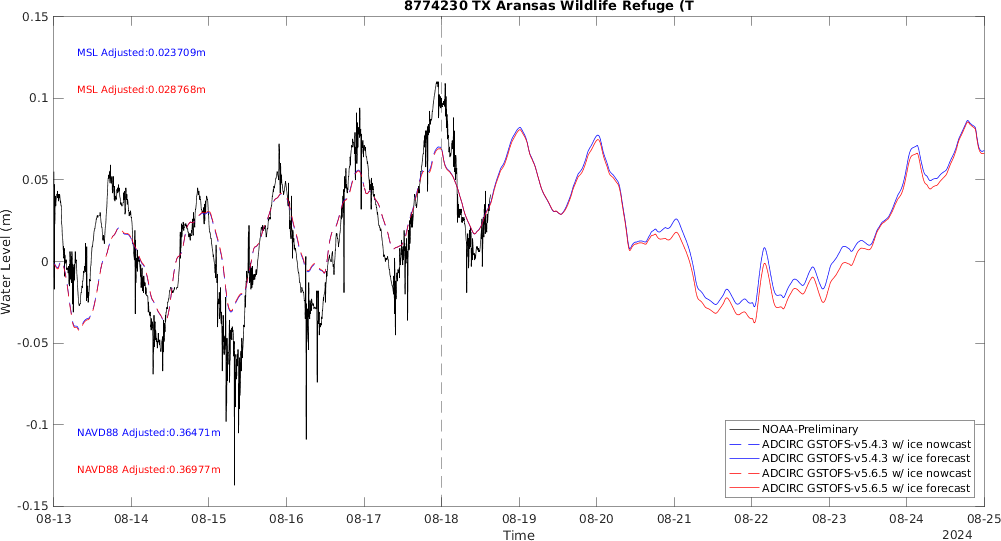 8774230 TX Aransas Wildlife Refuge (T
Water Level (m)
0.15
0.1
0.05
0
-0.05
-0.1
-0.15
MSL Adjusted:0.023709m
MSL Adjusted:0.028768m
NAVD88 Adjusted:0.36471m
NAVD88 Adjusted:0.36977m
NOAA-Preliminary
ADCIRC GSTOFS-v5.4.3 w/ ice nowcast
ADCIRC GSTOFS-v5.4.3 w/ ice forecast
ADCIRC GSTOFS-v5.6.5 w/ ice nowcast
ADCIRC GSTOFS-v5.6.5 w/ ice forecast
08-13 08-14 08-15 08-16 08-17 08-18 08-19 08-20 08-21 08-22 08-23 08-24 08-25
Time
2024